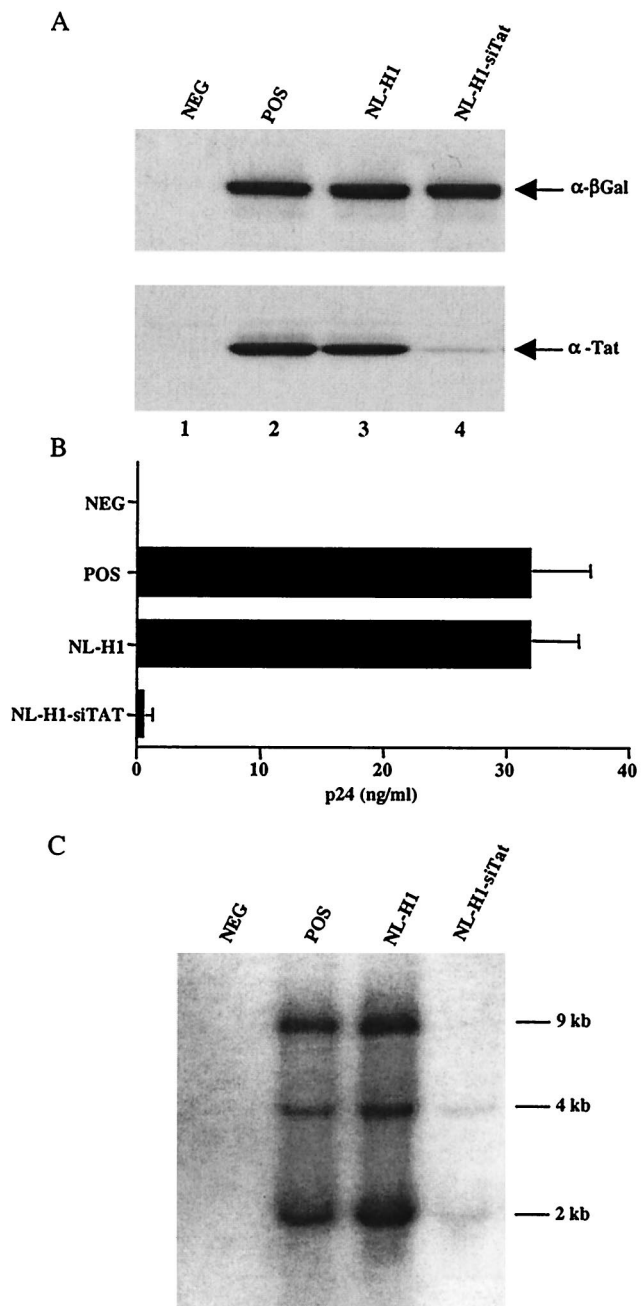 A
NEG POS NL-H1 NL-H1-siTat
α-βGal
α-Tat
1 2 3 4
B
NEG
POS
NL-H1
NL-H1-siTAT
0 10 20 30 40
p24 (ng/ml)
C
NEG POS NL-H1 NL-H1-siTat
9 kb
4 kb
2 kb